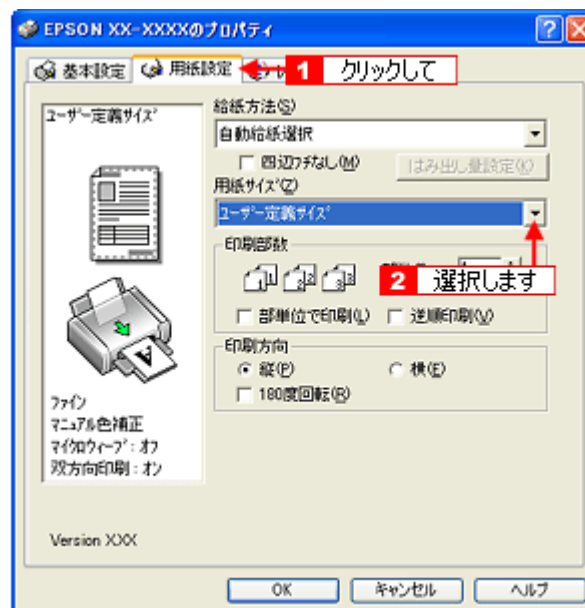 EPSON XX-XXXXのプロパティ
基本設定 用紙設定 1 クリックして
ユーザー定義サイズ
給紙方法(S)
自動給紙選択
四辺フチなし(M) はみ出し量設定(K)
用紙サイズ(Z)
ユーザー定義サイズ
印刷部数
1 1 2 2 3 3
2 選択します
部単位で印刷(L) 逆順印刷(V)
印刷方向
縦(P) 横(E)
180度回転(R)
A
ファイン
マニュアル色補正
マイクロウィーブ:オフ
双方向印刷:オン
Version XXX
OK キャンセル ヘルプ